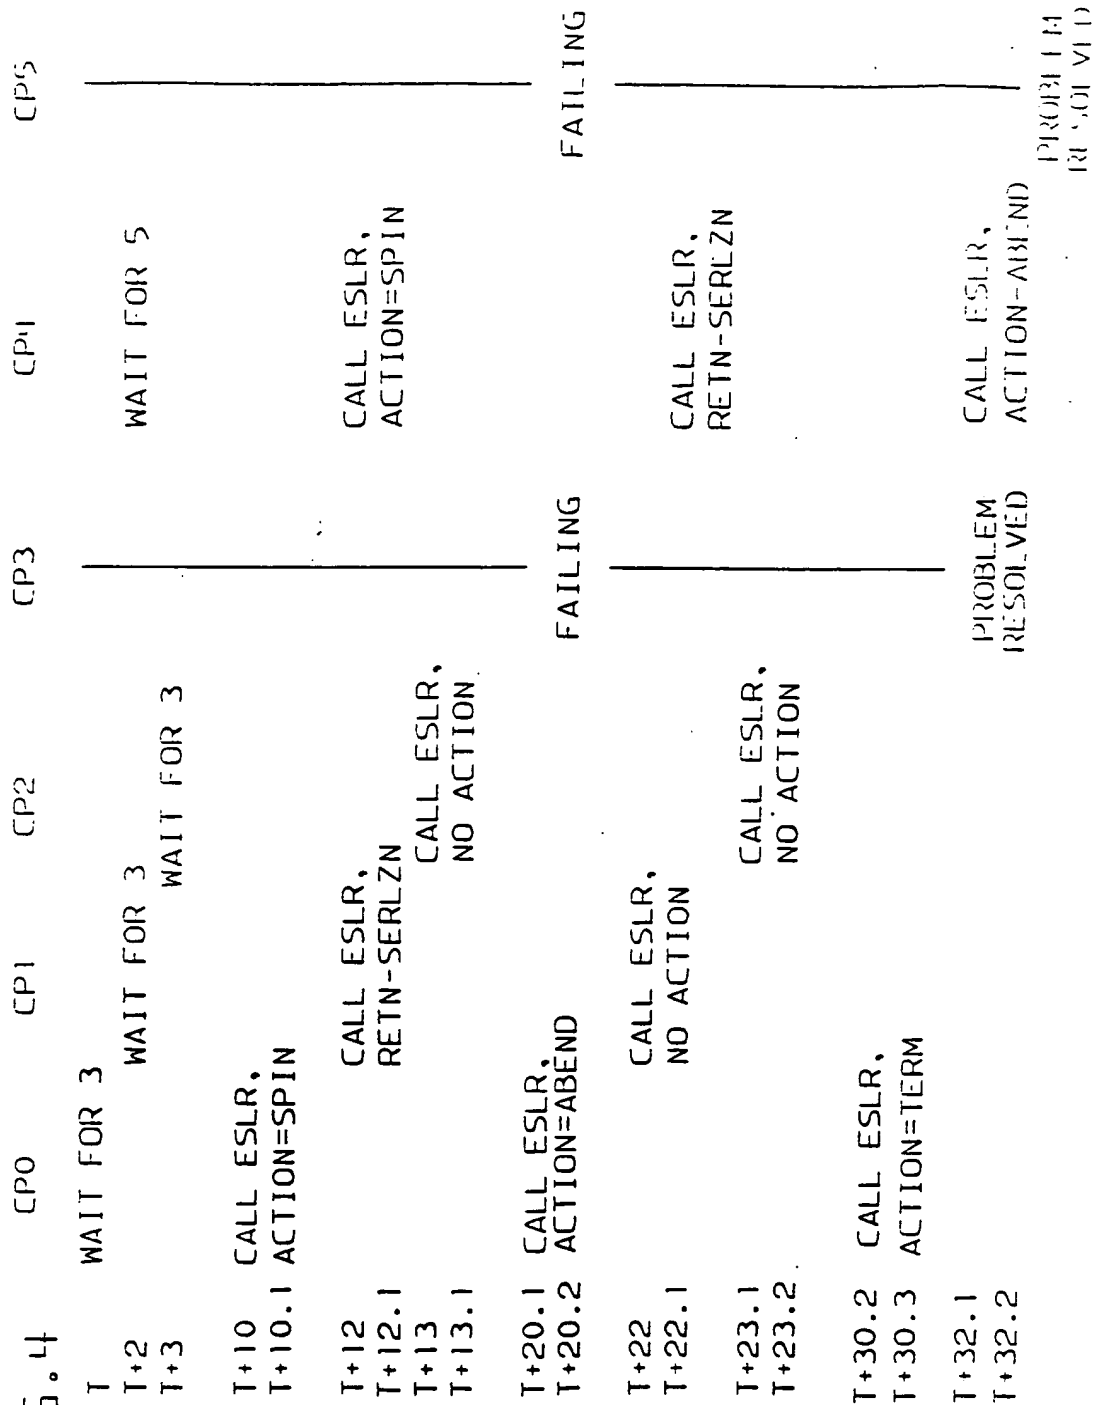 CP0 CP1 CP2 CP3 CP4 CP5
.4
T WAIT FOR 3
T+2 WAIT FOR 3 WAIT FOR 5
T+3 WAIT FOR 3
T+10 CALL ESLR,
T+10.1 ACTION=SPIN
T+12 CALL ESLR, CALL ESLR,
T+12.1 RETN-SERLZN ACTION=SPIN
T+13 CALL ESLR,
T+13.1 NO ACTION
T+20.1 CALL ESLR,
T+20.2 ACTION=ABEND FAILING FAILING
T+22 CALL ESLR,
T+22.1 NO ACTION CALL ESLR,
RETN-SERLZN
T+23.1 CALL ESLR,
T+23.2 NO ACTION
T+30.2 CALL ESLR,
T+30.3 ACTION=TERM
T+32.1 PROBLEM CALL ESLR,
T+32.2 RESOLVED ACTION-ABEND
PROBLEM
RESOLVED